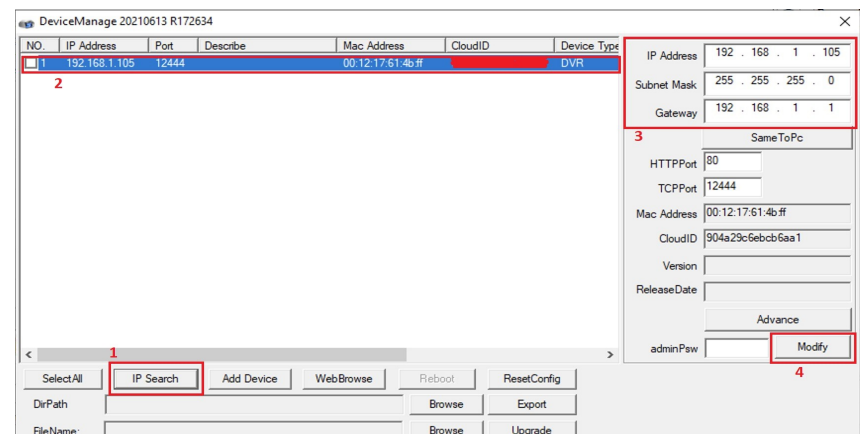 DeviceManage 20210613 R172634
NO. IP Address Port Describe Mac Address CloudID Device Type
1 192.168.1.105 12444 00:12:17:61:4b:ff DVR
2
IP Address 192 . 168 . 1 . 105
Subnet Mask 255 . 255 . 255 . 0
Gateway 192 . 168 . 1 . 1
3
SameToPc
HTTPPort 80
TCPPort 12444
Mac Address 00:12:17:61:4b:ff
CloudID 904a29c6ebcb6aa1
Version
ReleaseDate
Advance
adminPsw Modify
4
1
SelectAll IP Search Add Device WebBrowse Reboot ResetConfig
DirPath Browse Export
FileName: Browse Upgrade